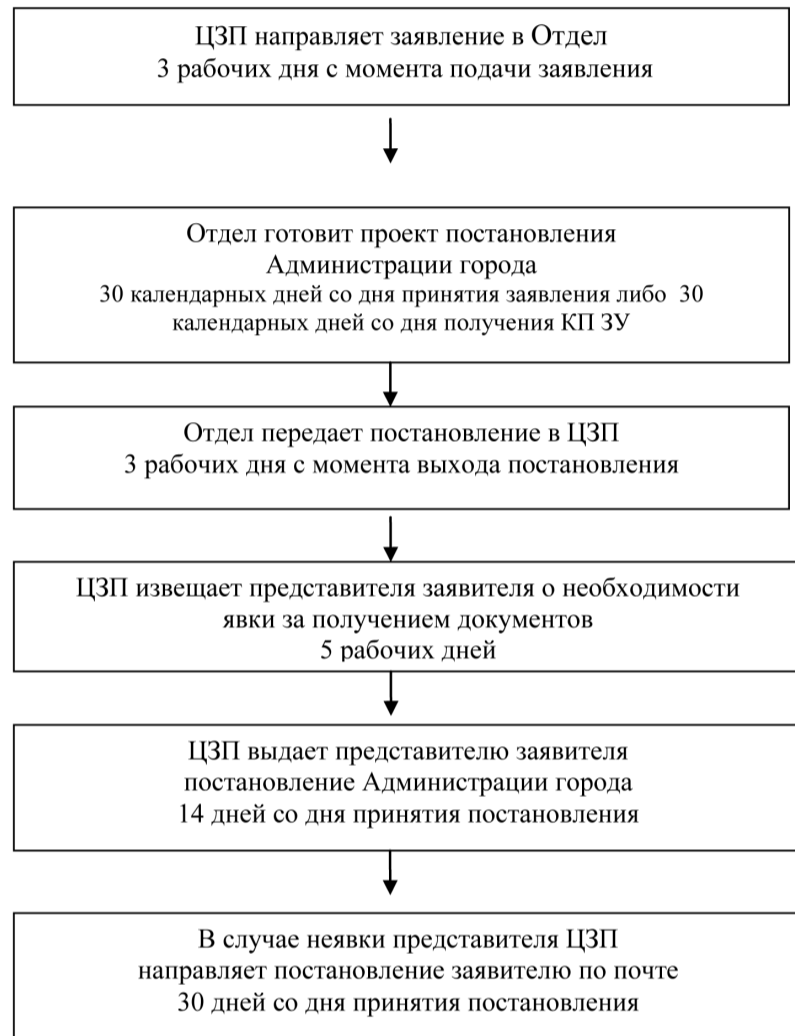 ЦЗП направляет заявление в Отдел
3 рабочих дня с момента подачи заявления
Отдел готовит проект постановления
Администрации города
30 календарных дней со дня принятия заявления либо 30
календарных дней со дня получения КП ЗУ
Отдел передает постановление в ЦЗП
3 рабочих дня с момента выхода постановления
ЦЗП извещает представителя заявителя о необходимости
явки за получением документов
5 рабочих дней
ЦЗП выдает представителю заявителя
постановление Администрации города
14 дней со дня принятия постановления
В случае неявки представителя ЦЗП
направляет постановление заявителю по почте
30 дней со дня принятия постановления